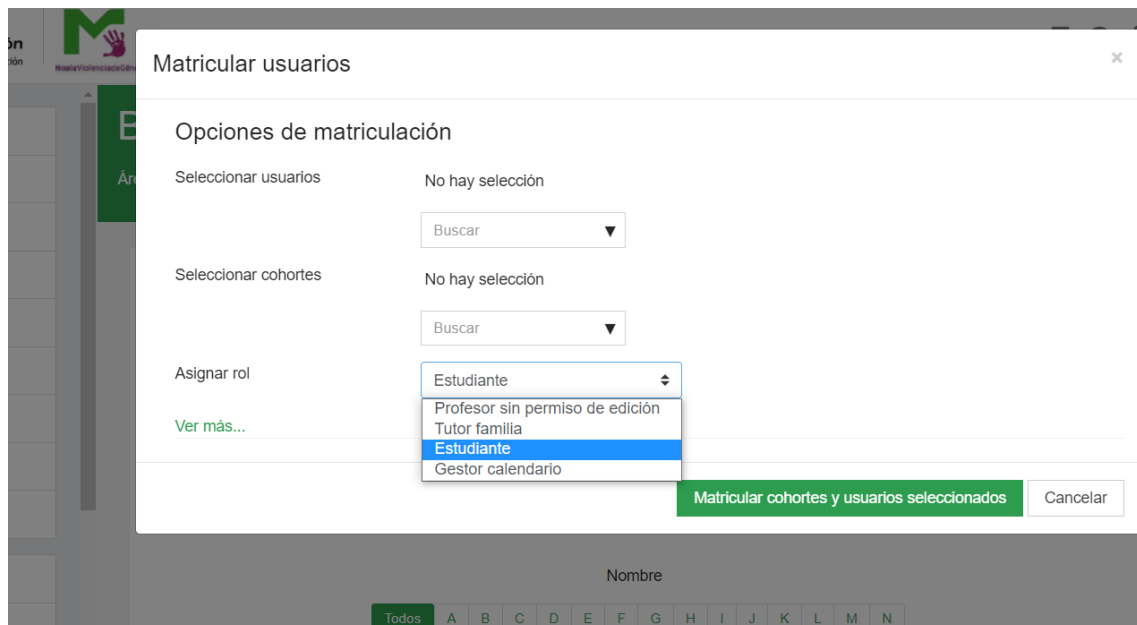 ón
ción
NoalaViolenciadeGéne
Matricular usuarios
×
Opciones de matriculación
Seleccionar usuarios
No hay selección
Buscar
Seleccionar cohortes
No hay selección
Buscar
Asignar rol
Estudiante
Profesor sin permiso de edición
Tutor familia
Estudiante
Gestor calendario
Ver más...
Matricular cohortes y usuarios seleccionados
Cancelar
Nombre
Todos A B C D E F G H I J K L M N